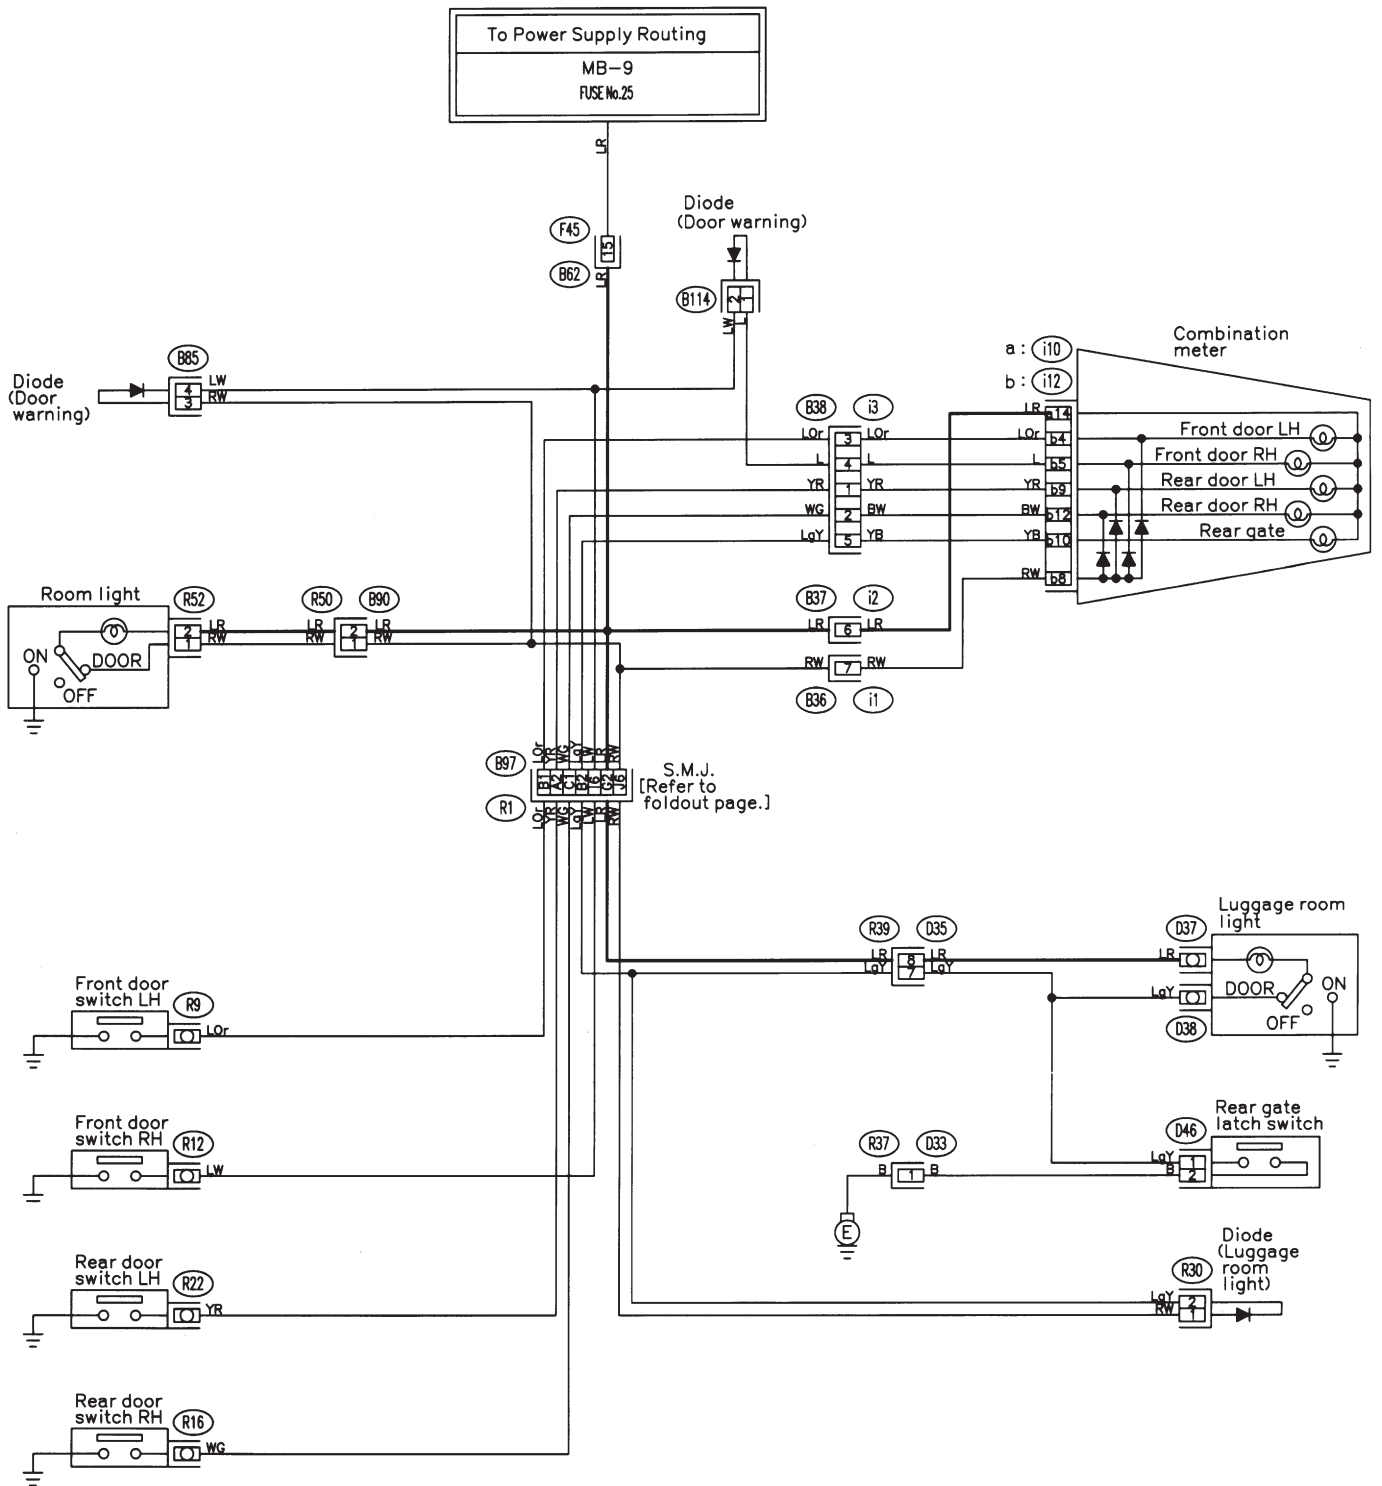 To Power Supply Routing
MB-9
FUSE No.25
LR
F45
15
B62
LR
Diode
(Door warning)
B114
2 1
LW L
B85
Diode
(Door
warning)
4 LW
3 RW
Combination
meter
a : i10
b : i12
B38 i3
LR a14
LOr 3 LOr LOr b4 Front door LH
L 4 L L b5 Front door RH
YR 1 YR YR b9 Rear door LH
WG 2 BW BW b12 Rear door RH
LgY 5 YB YB b10 Rear gate
RW b8
Room light
R52 R50 B90 B37 i2
2 LR LR 2 LR LR 6 LR
1 RW RW 1 RW
ON DOOR
OFF
RW 7 RW
B36 i1
LOr YR WG LgY LW LR RW
B97
B1 A2 C1 B2 I6 G2 J6
R1
LOr YR WG LgY LW LR RW
S.M.J.
[Refer to
foldout page.]
Luggage room
light
R39 D35 D37
LR 8 LR LR
LgY 7 LgY
LgY DOOR ON
OFF
D38
Front door
switch LH
R9
LOr
Front door
switch RH
R12
LW
Rear gate
latch switch
R37 D33 D46
LgY 1
B 1 B B 2
E
Rear door
switch LH
R22
YR
Diode
(Luggage
room
light)
R30
LgY 2
RW 1
Rear door
switch RH
R16
WG